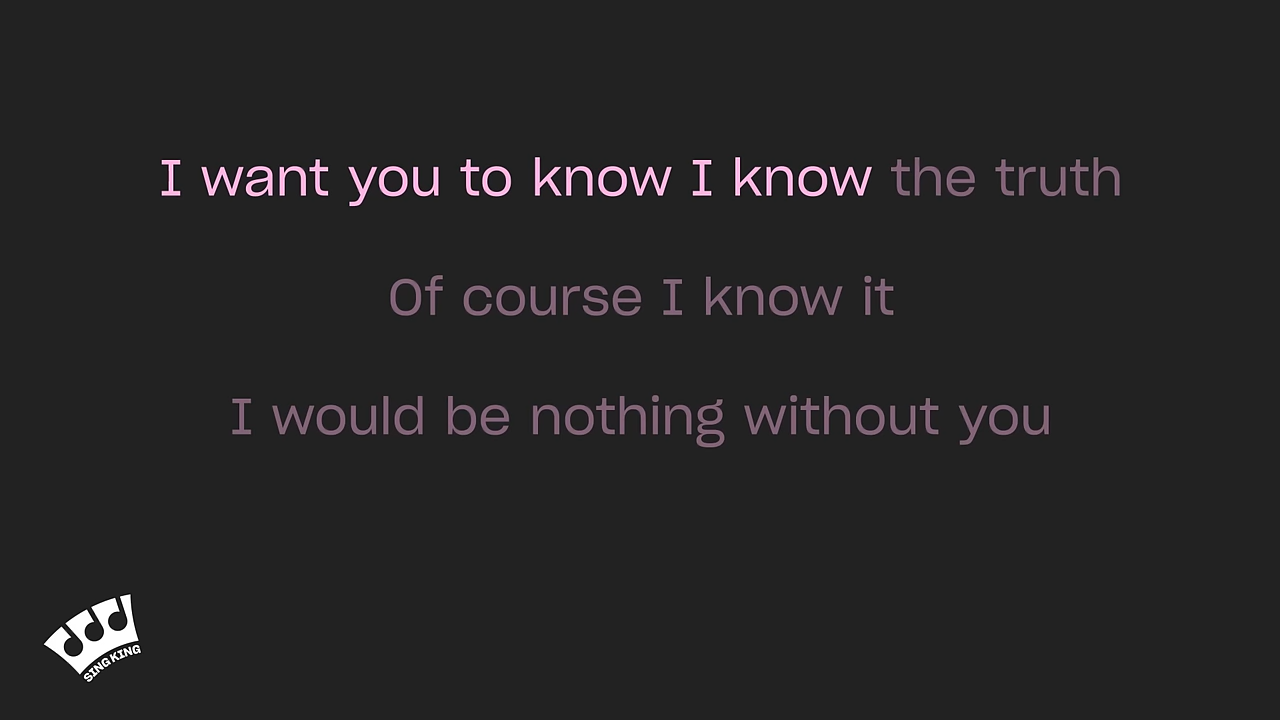 I want you to know I know the truth
Of course I know it
I would be nothing without you
SING KING